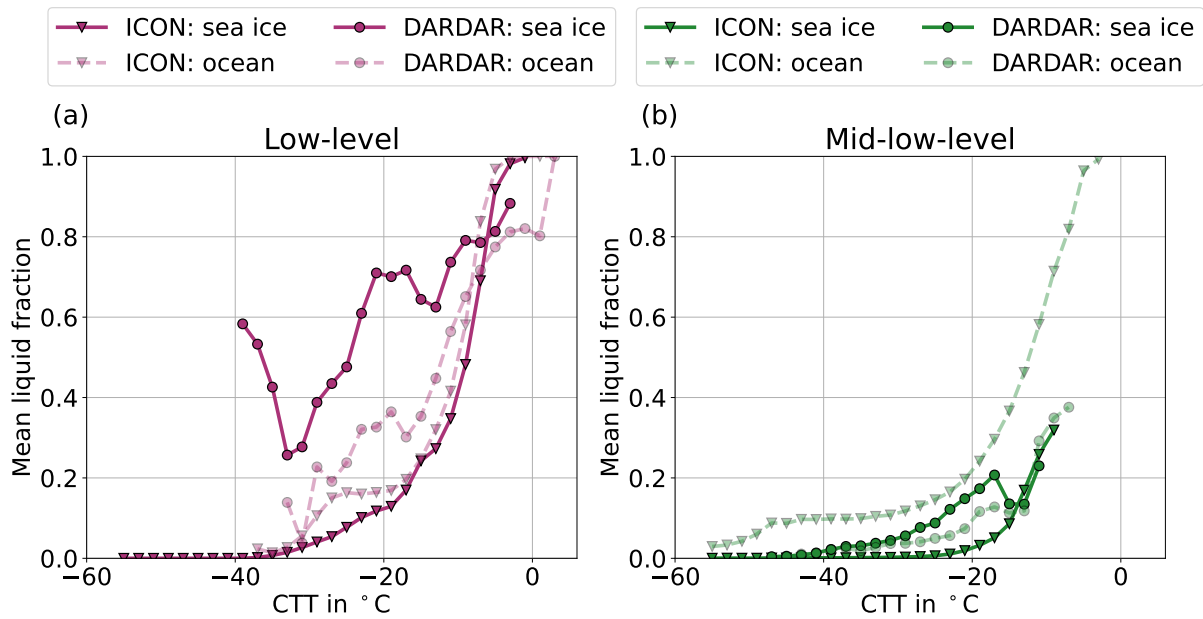 ICON: sea ice
DARDAR: sea ice
ICON: ocean
DARDAR: ocean
ICON: sea ice
DARDAR: sea ice
ICON: ocean
DARDAR: ocean
(a)
Low-level
1.0
0.8
0.6
0.4
0.2
0.0
Mean liquid fraction
−60
−40
−20
0
CTT in °C
(b)
Mid-low-level
1.0
0.8
0.6
0.4
0.2
0.0
Mean liquid fraction
−60
−40
−20
0
CTT in °C